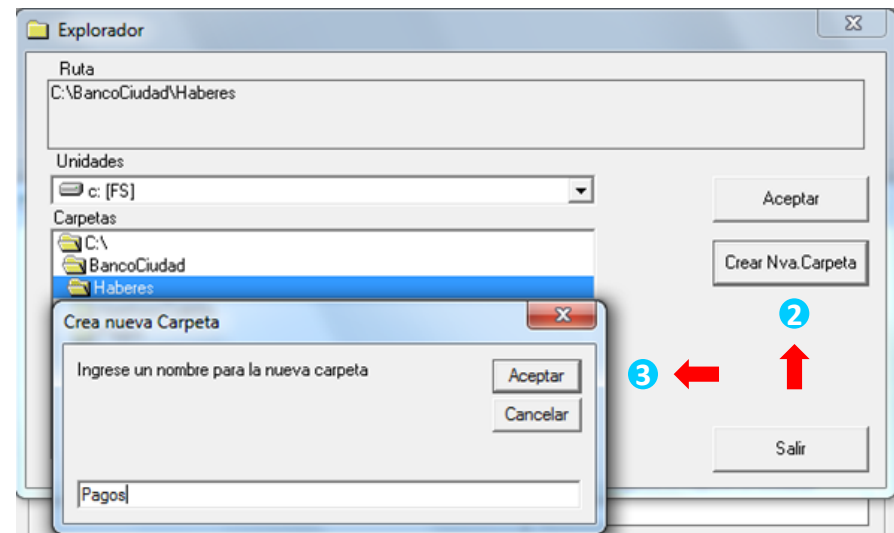 Explorador
Ruta
C:\BancoCiudad\Haberes
Unidades
c: [FS]
Aceptar
Carpetas
C:\
BancoCiudad
Crear Nva.Carpeta
Haberes
Crea nueva Carpeta
2
Ingrese un nombre para la nueva carpeta
Aceptar
3
Cancelar
Salir
Pagos